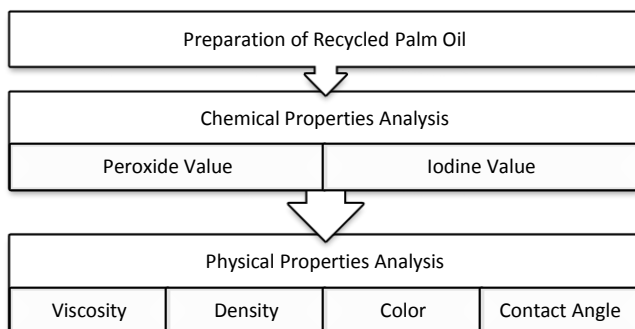 Preparation of Recycled Palm Oil
Chemical Properties Analysis
Peroxide Value
Iodine Value
Physical Properties Analysis
Viscosity
Density
Color
Contact Angle